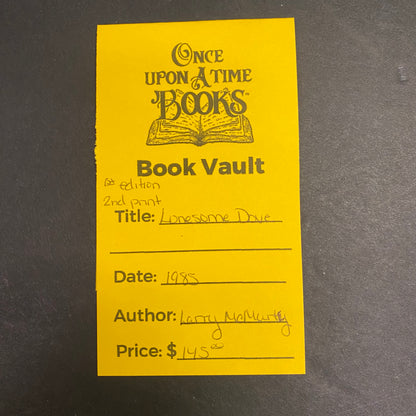 ONCE
UPON A TIME
BOOKS™
Book Vault
1st edition
2nd print
Title: Lonesome Dove
Date: 1985
Author: Larry McMurtry
Price: $ 145 00